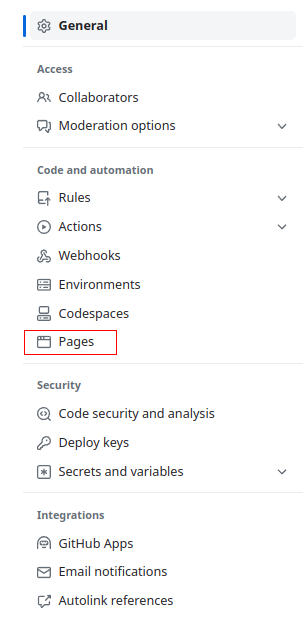 General
Access
Collaborators
Moderation options
Code and automation
Rules
Actions
Webhooks
Environments
Codespaces
Pages
Security
Code security and analysis
Deploy keys
Secrets and variables
Integrations
GitHub Apps
Email notifications
Autolink references